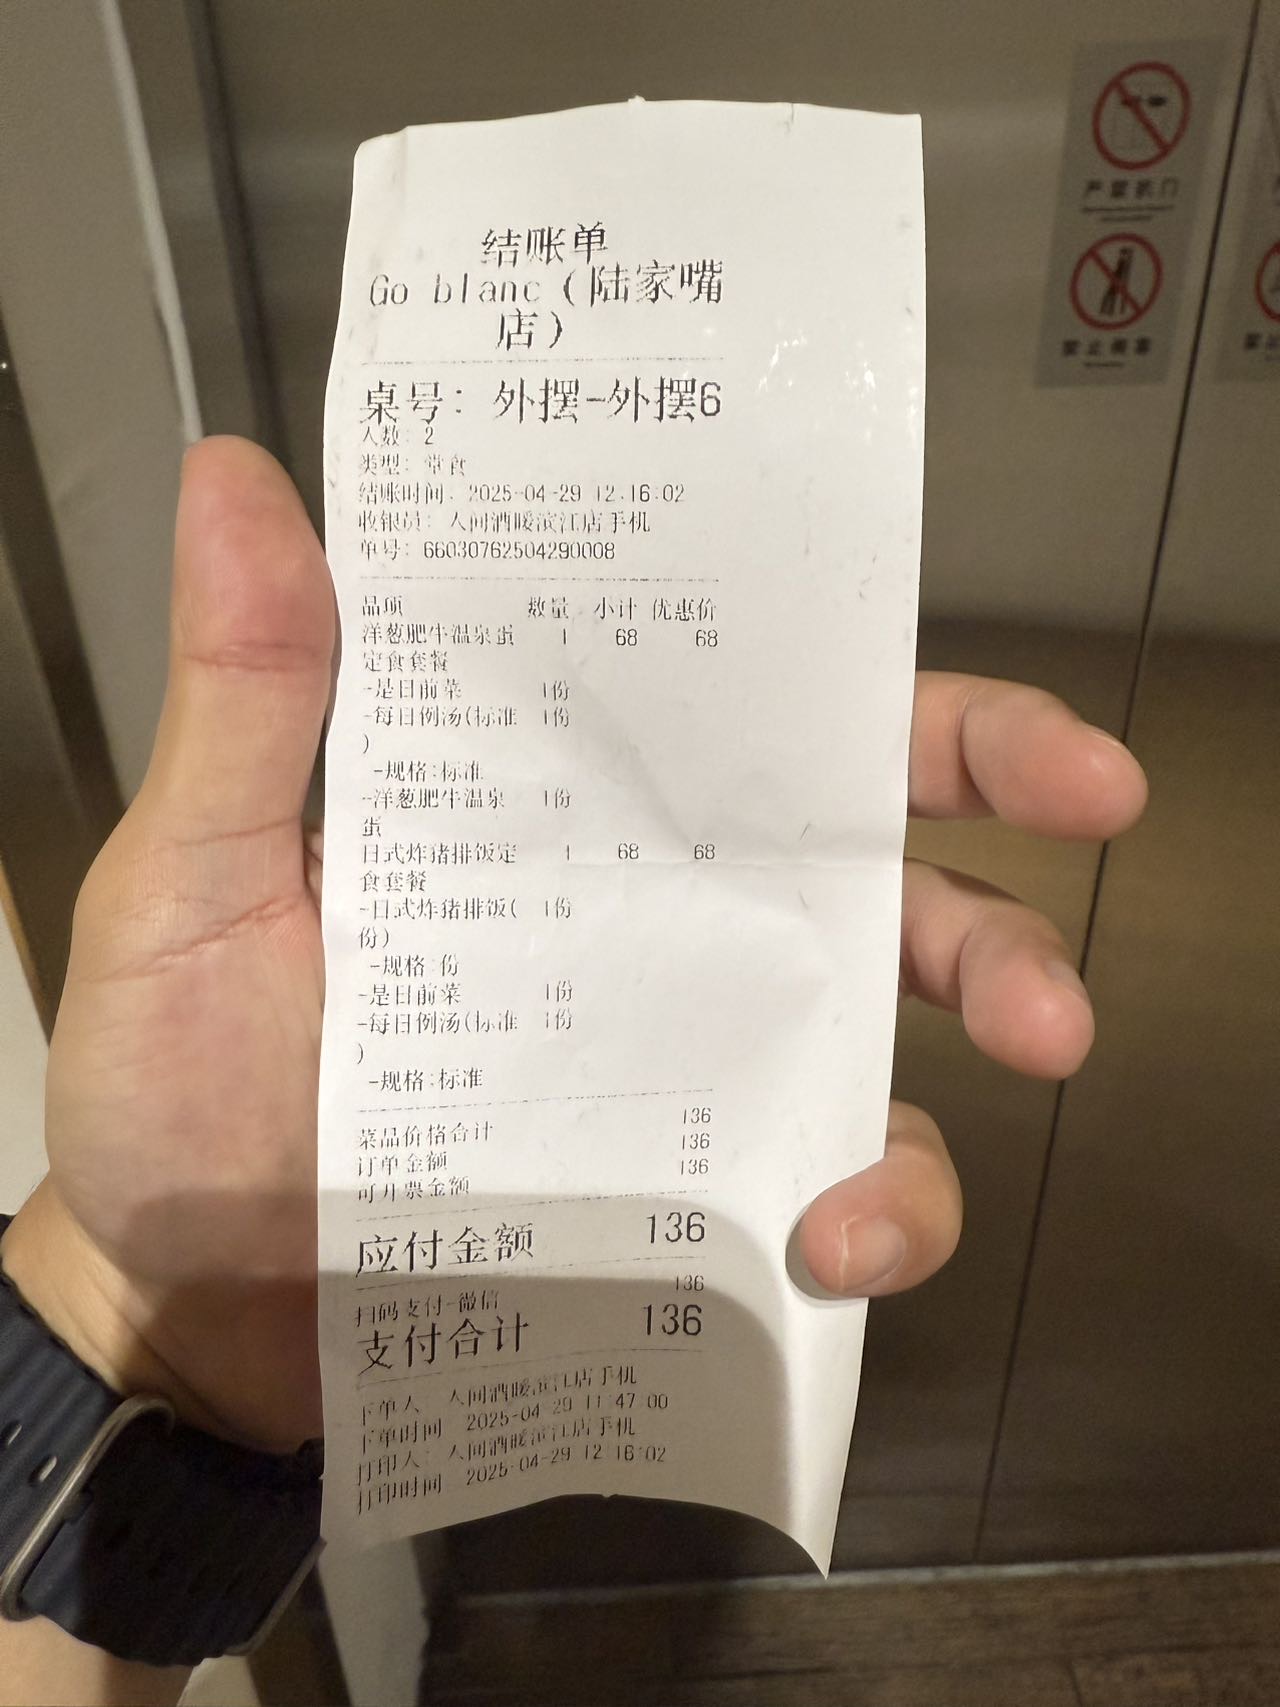 结账单
Go blanc(陆家嘴
店)
桌号: 外摆-外摆6
人数: 2
类型: 堂食
结账时间: 2025-04-29 12:16:02
收银员: 人间酒暖滨江店手机
单号: 66030762504290008
品项 数量 小计 优惠价
洋葱肥牛温泉蛋 1 68 68
定食套餐
-是日前菜 1份
-每日例汤(标准 1份
)
-规格:标准
-洋葱肥牛温泉 1份
蛋
日式炸猪排饭定 1 68 68
食套餐
-日式炸猪排饭( 1份
份)
-规格:份
-是日前菜 1份
-每日例汤(标准 1份
)
-规格:标准
菜品价格合计 136
订单金额 136
可开票金额 136
应付金额 136
扫码支付-微信 136
支付合计 136
下单人 人间酒暖滨江店手机
下单时间 2025-04-29 11:47:00
打印人: 人间酒暖滨江店手机
打印时间 2025-04-29 12:16:02
严禁扒门
禁止倚靠